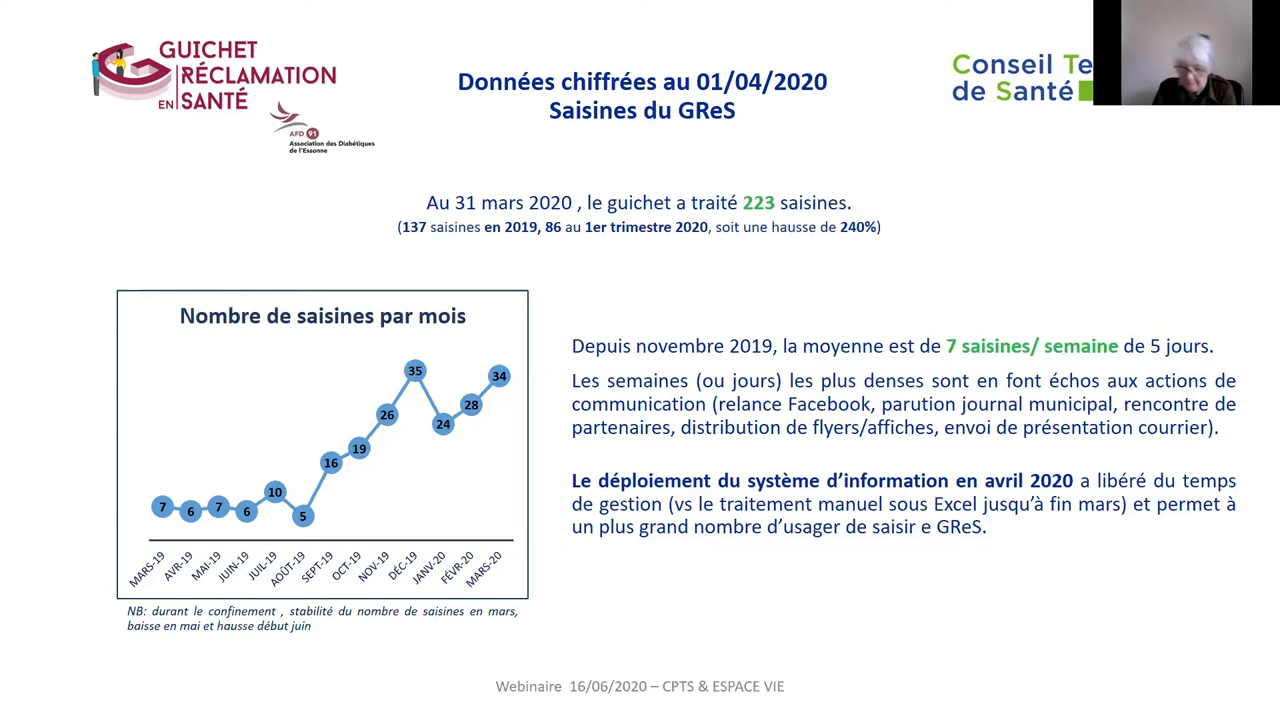 GUICHET
RÉCLAMATION
EN SANTÉ
AFD 91
Association des Diabétiques
de l'Essonne
Données chiffrées au 01/04/2020
Saisines du GReS
Conseil Te
de Santé
Au 31 mars 2020 , le guichet a traité 223 saisines.
(137 saisines en 2019, 86 au 1er trimestre 2020, soit une hausse de 240%)
Nombre de saisines par mois
7 6 7 6 10 5 16 19 26 35 24 28 34
MARS-19 AVR-19 MAI-19 JUIN-19 JUIL-19 AOÛT-19 SEPT-19 OCT-19 NOV-19 DÉC-19 JANV-20 FÉVR-20 MARS-20
NB: durant le confinement , stabilité du nombre de saisines en mars,
baisse en mai et hausse début juin
Depuis novembre 2019, la moyenne est de 7 saisines/ semaine de 5 jours.
Les semaines (ou jours) les plus denses sont en font échos aux actions de
communication (relance Facebook, parution journal municipal, rencontre de
partenaires, distribution de flyers/affiches, envoi de présentation courrier).
Le déploiement du système d'information en avril 2020 a libéré du temps
de gestion (vs le traitement manuel sous Excel jusqu'à fin mars) et permet à
un plus grand nombre d'usager de saisir e GReS.
Webinaire 16/06/2020 – CPTS & ESPACE VIE